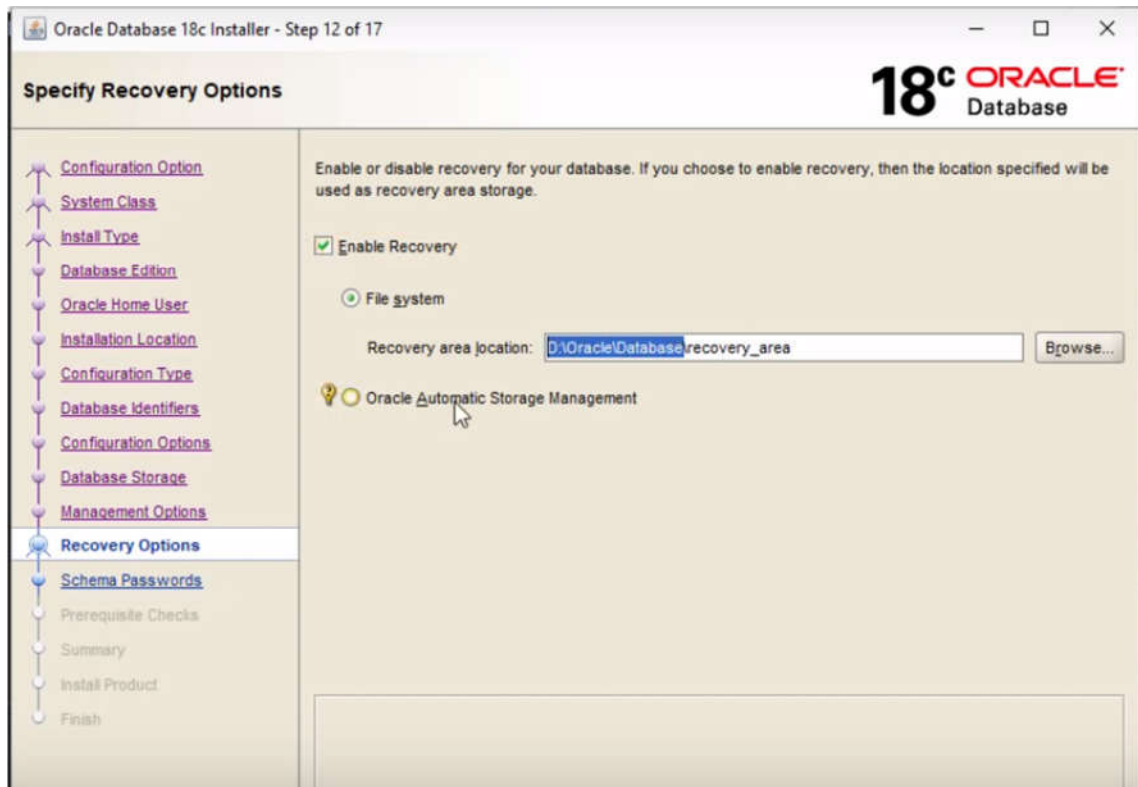 Oracle Database 18c Installer - Step 12 of 17
Specify Recovery Options
18c ORACLE
Database
Configuration Option
System Class
Install Type
Database Edition
Oracle Home User
Installation Location
Configuration Type
Database Identifiers
Configuration Options
Database Storage
Management Options
Recovery Options
Schema Passwords
Prerequisite Checks
Summary
Install Product
Finish
Enable or disable recovery for your database. If you choose to enable recovery, then the location specified will be
used as recovery area storage.
Enable Recovery
File system
Recovery area location: D:\Oracle\Database\recovery_area Browse...
Oracle Automatic Storage Management